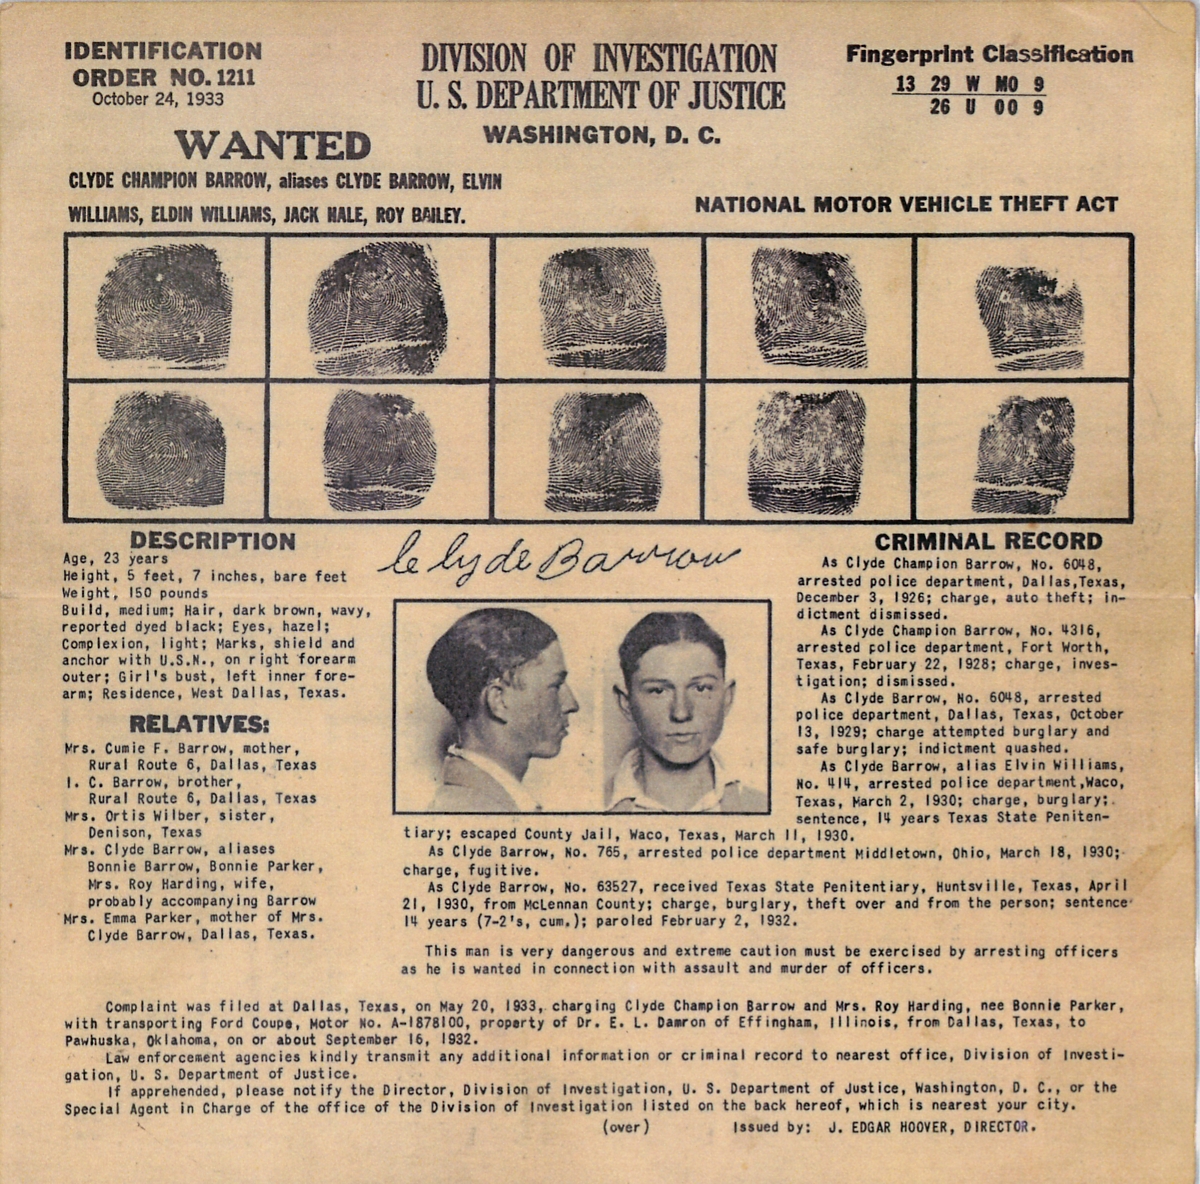 IDENTIFICATION
ORDER NO. 1211
October 24, 1933
DIVISION OF INVESTIGATION
U. S. DEPARTMENT OF JUSTICE
WASHINGTON, D. C.
Fingerprint Classification
13 29 W MO 9
26 U OO 9
WANTED
CLYDE CHAMPION BARROW, aliases CLYDE BARROW, ELVIN
WILLIAMS, ELDIN WILLIAMS, JACK HALE, ROY BAILEY.
NATIONAL MOTOR VEHICLE THEFT ACT
DESCRIPTION
Age, 23 years
Height, 5 feet, 7 inches, bare feet
Weight, 150 pounds
Build, medium; Hair, dark brown, wavy,
reported dyed black; Eyes, hazel;
Complexion, light; Marks, shield and
anchor with U.S.N., on right forearm
outer; Girl's bust, left inner fore-
arm; Residence, West Dallas, Texas.
RELATIVES:
Mrs. Cumie F. Barrow, mother,
Rural Route 6, Dallas, Texas
I. C. Barrow, brother,
Rural Route 6, Dallas, Texas
Mrs. Ortis Wilber, sister,
Denison, Texas
Mrs. Clyde Barrow, aliases
Bonnie Barrow, Bonnie Parker,
Mrs. Roy Harding, wife,
probably accompanying Barrow
Mrs. Emma Parker, mother of Mrs.
Clyde Barrow, Dallas, Texas.
Clyde Barrow
CRIMINAL RECORD
As Clyde Champion Barrow, No. 6048,
arrested police department, Dallas,Texas,
December 3, 1926; charge, auto theft; in-
dictment dismissed.
As Clyde Champion Barrow, No. 4316,
arrested police department, Fort Worth,
Texas, February 22, 1928; charge, inves-
tigation; dismissed.
As Clyde Barrow, No. 6048, arrested
police department, Dallas, Texas, October
13, 1929; charge attempted burglary and
safe burglary; indictment quashed.
As Clyde Barrow, alias Elvin Williams,
No. 414, arrested police department,Waco,
Texas, March 2, 1930; charge, burglary;
sentence, 14 years Texas State Peniten-
tiary; escaped County Jail, Waco, Texas, March 11, 1930.
As Clyde Barrow, No. 765, arrested police department Middletown, Ohio, March 18, 1930;
charge, fugitive.
As Clyde Barrow, No. 63527, received Texas State Penitentiary, Huntsville, Texas, April
21, 1930, from McLennan County; charge, burglary, theft over and from the person; sentence
14 years (7-2's, cum.); paroled February 2, 1932.
This man is very dangerous and extreme caution must be exercised by arresting officers
as he is wanted in connection with assault and murder of officers.
Complaint was filed at Dallas, Texas, on May 20, 1933, charging Clyde Champion Barrow and Mrs. Roy Harding, nee Bonnie Parker,
with transporting Ford Coupe, Motor No. A-1878100, property of Dr. E. L. Damron of Effingham, Illinois, from Dallas, Texas, to
Pawhuska, Oklahoma, on or about September 16, 1932.
Law enforcement agencies kindly transmit any additional information or criminal record to nearest office, Division of Investi-
gation, U. S. Department of Justice.
If apprehended, please notify the Director, Division of Investigation, U. S. Department of Justice, Washington, D. C., or the
Special Agent in Charge of the office of the Division of Investigation listed on the back hereof, which is nearest your city.
(over)
Issued by: J. EDGAR HOOVER, DIRECTOR.